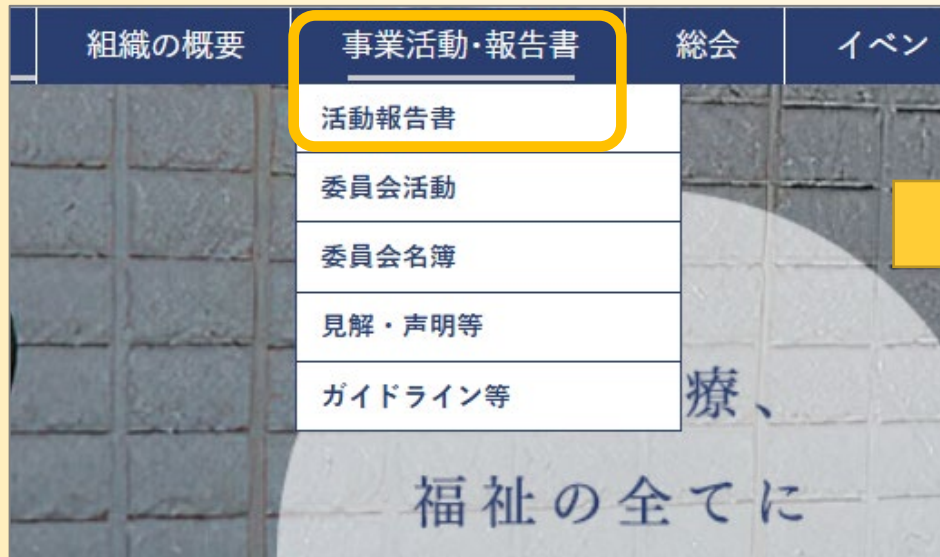 組織の概要 事業活動・報告書 総会 イベン
活動報告書
委員会活動
委員会名簿
見解・声明等
ガイドライン等
療、
福祉の全てに